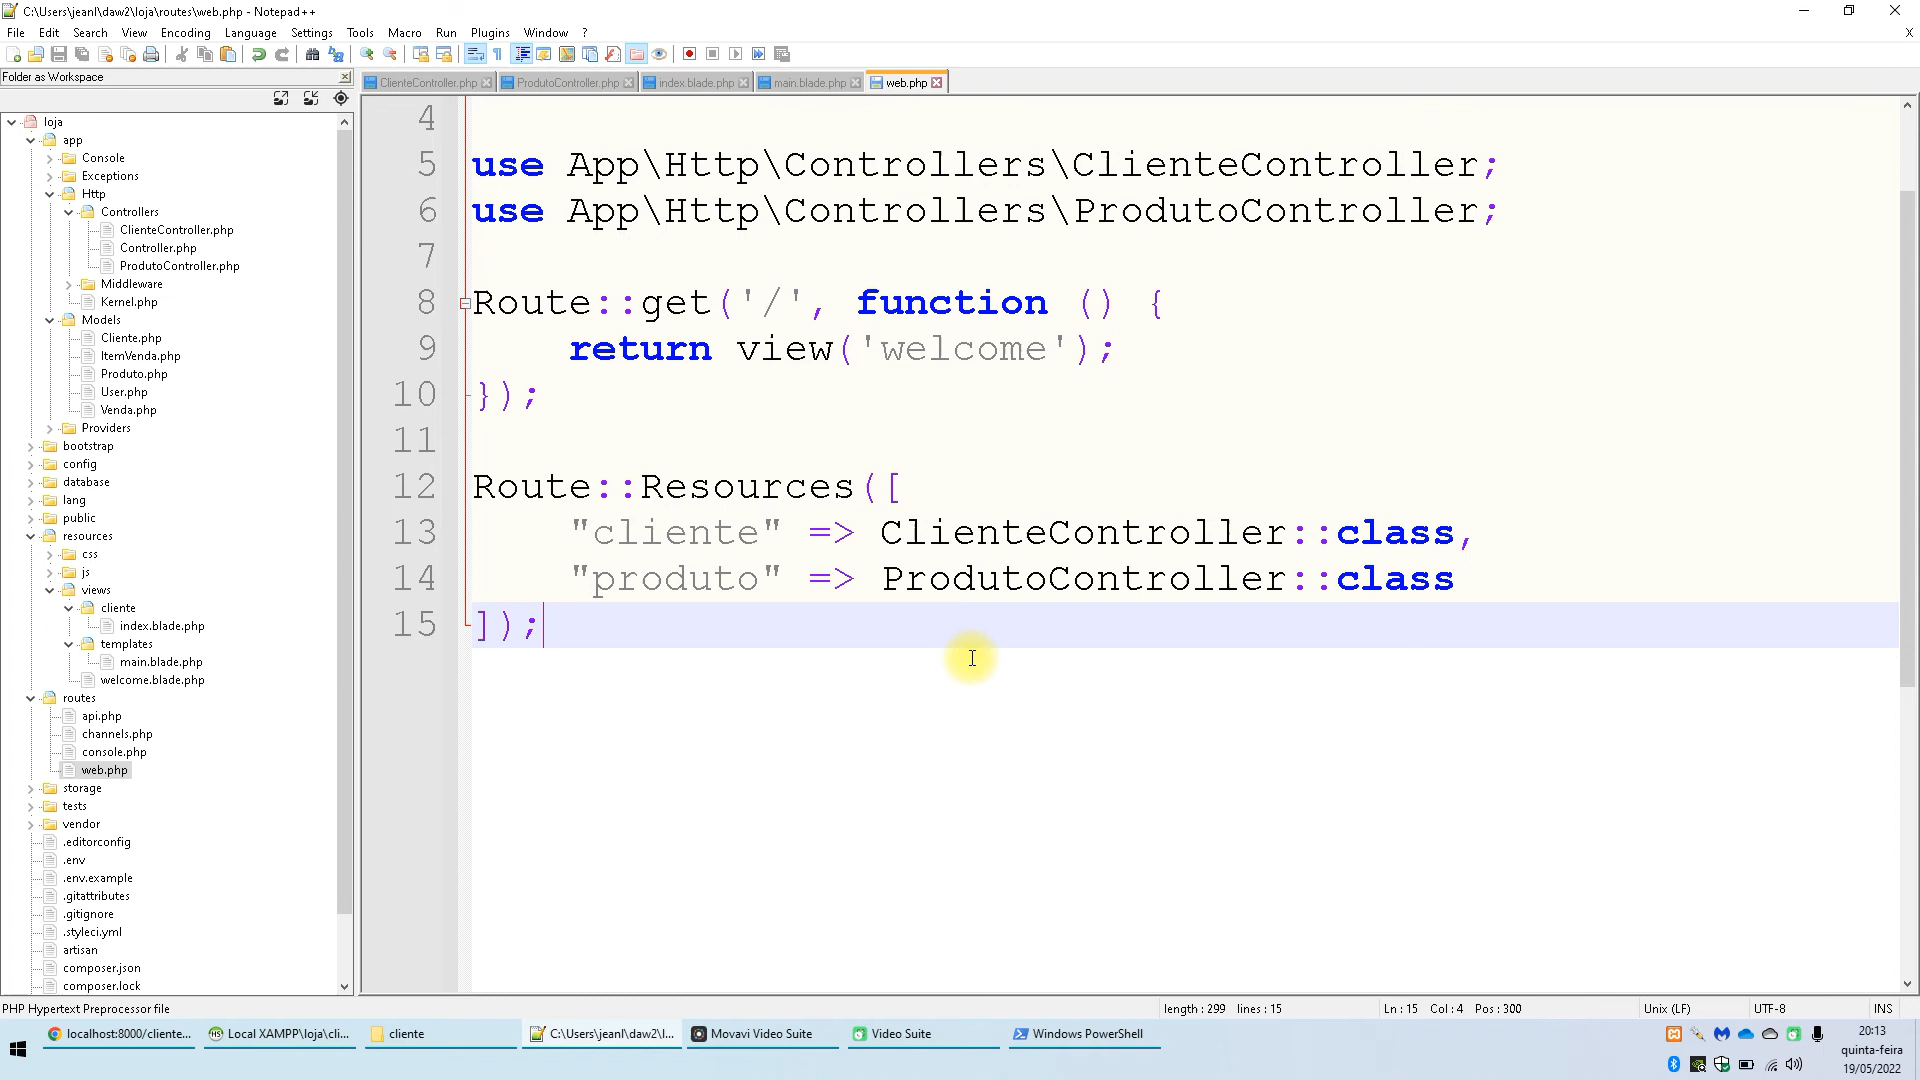 C:\Users\jeanl\daw2\loja\routes\web.php - Notepad++
File Edit Search View Encoding Language Settings Tools Macro Run Plugins Window ? X
Folder as Workspace
ClienteController.php ProdutoController.php index.blade.php main.blade.php web.php
loja
app
Console
Exceptions
Http
Controllers
ClienteController.php
Controller.php
ProdutoController.php
Middleware
Kernel.php
Models
Cliente.php
ItemVenda.php
Produto.php
User.php
Venda.php
Providers
bootstrap
config
database
lang
public
resources
css
js
views
cliente
index.blade.php
templates
main.blade.php
welcome.blade.php
routes
api.php
channels.php
console.php
web.php
storage
tests
vendor
.editorconfig
.env
.env.example
.gitattributes
.gitignore
.styleci.yml
artisan
composer.json
composer.lock
4
5 use App\Http\Controllers\ClienteController;
6 use App\Http\Controllers\ProdutoController;
7
8 Route::get('/', function () {
9     return view('welcome');
10 });
11
12 Route::Resources([
13     "cliente" => ClienteController::class,
14     "produto" => ProdutoController::class
15 ]);
PHP Hypertext Preprocessor file length : 299 lines : 15 Ln : 15 Col : 4 Pos : 300 Unix (LF) UTF-8 INS
localhost:8000/cliente... Local XAMPP\loja\cli... cliente C:\Users\jeanl\daw2\l... Movavi Video Suite Video Suite Windows PowerShell
20:13
quinta-feira
19/05/2022